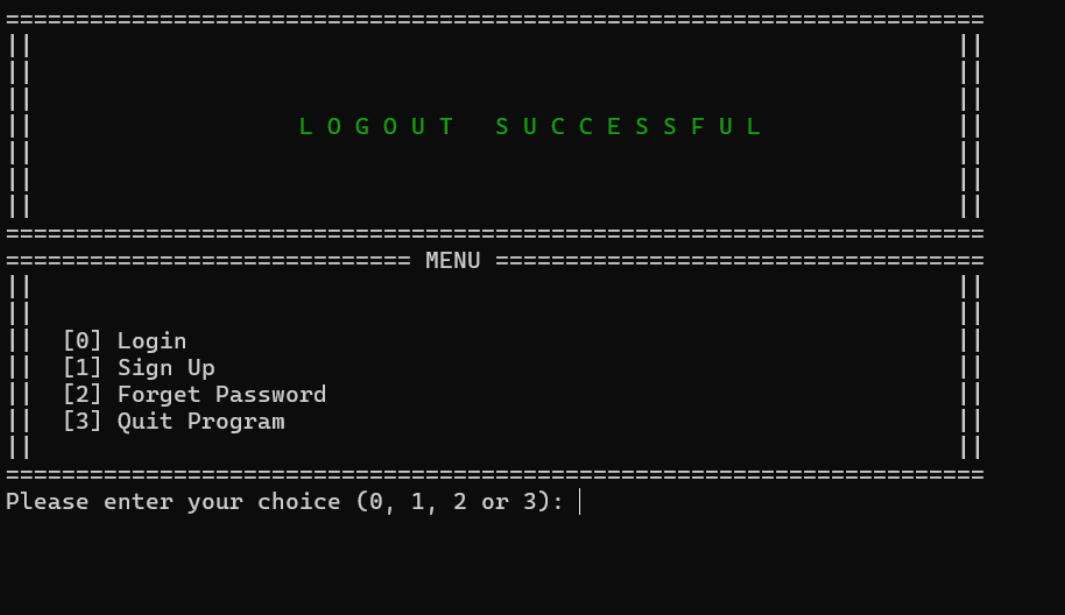 ======================================================================
||                                                                  ||
||                                                                  ||
||                                                                  ||
||                   L O G O U T   S U C C E S S F U L              ||
||                                                                  ||
||                                                                  ||
||                                                                  ||
======================================================================
============================= MENU ===================================
||                                                                  ||
||                                                                  ||
||  [0] Login                                                       ||
||  [1] Sign Up                                                     ||
||  [2] Forget Password                                             ||
||  [3] Quit Program                                                ||
||                                                                  ||
======================================================================
Please enter your choice (0, 1, 2 or 3):